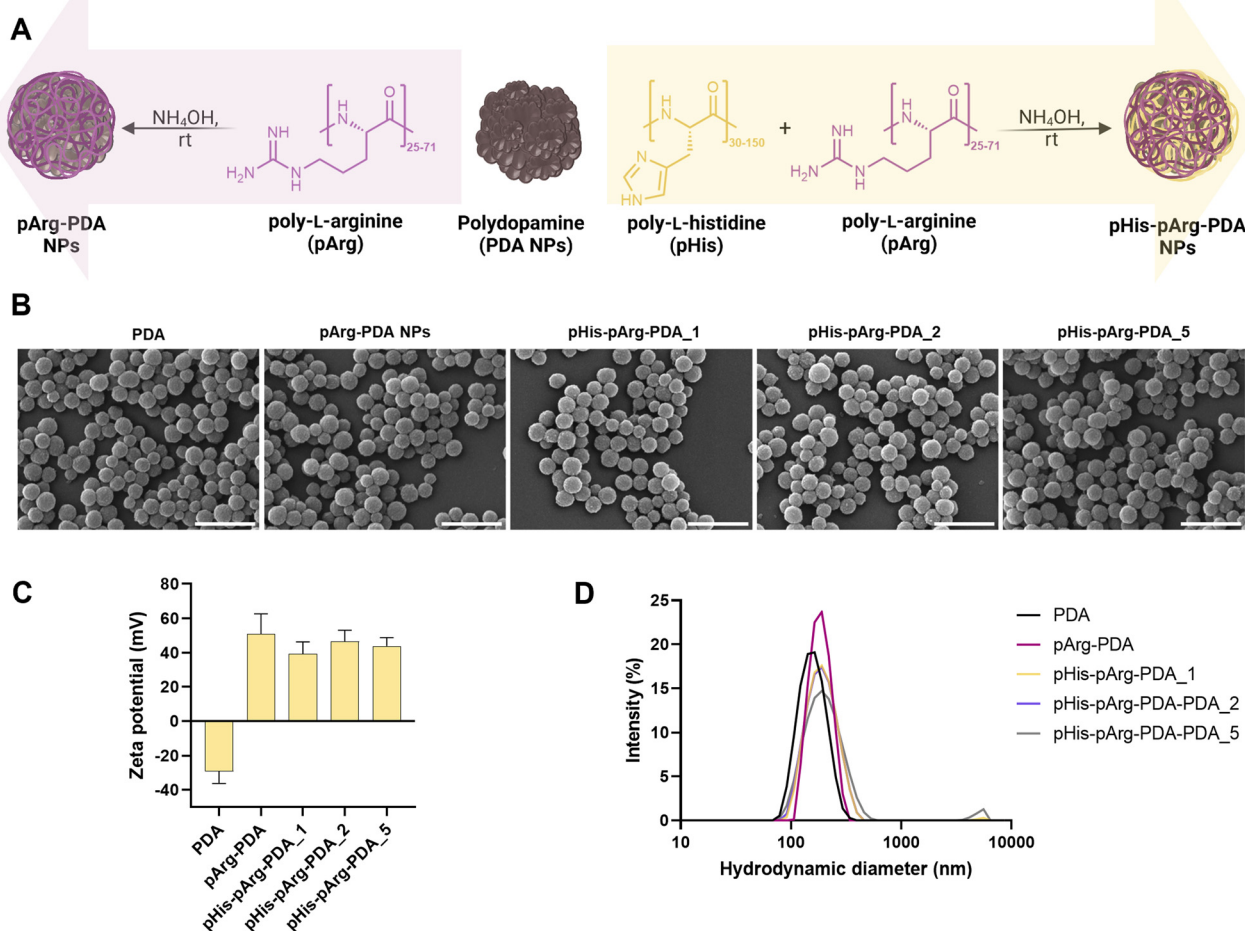 A
NH₄OH,
rt
pArg-PDA
NPs
H
N
O
25-71
NH
H₂N
N
H
poly-L-arginine
(pArg)
Polydopamine
(PDA NPs)
H
N
O
30-150
N
HN
poly-L-histidine
(pHis)
+
H
N
O
25-71
NH
H₂N
N
H
poly-L-arginine
(pArg)
NH₄OH,
rt
pHis-pArg-PDA
NPs
B
PDA
pArg-PDA NPs
pHis-pArg-PDA_1
pHis-pArg-PDA_2
pHis-pArg-PDA_5
C
Zeta potential (mV)
80
60
40
20
0
-20
-40
PDA
pArg-PDA
pHis-pArg-PDA_1
pHis-pArg-PDA_2
pHis-pArg-PDA_5
D
Intensity (%)
25
20
15
10
5
0
10
100
1000
10000
Hydrodynamic diameter (nm)
PDA
pArg-PDA
pHis-pArg-PDA_1
pHis-pArg-PDA-PDA_2
pHis-pArg-PDA-PDA_5